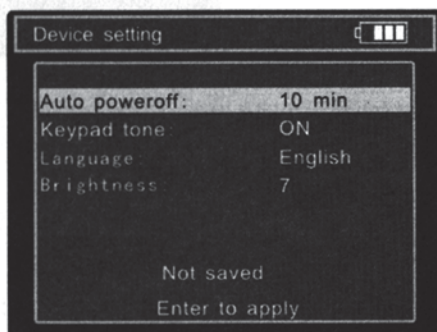 Device setting
Auto poweroff: 10 min
Keypad tone: ON
Language: English
Brightness: 7
Not saved
Enter to apply